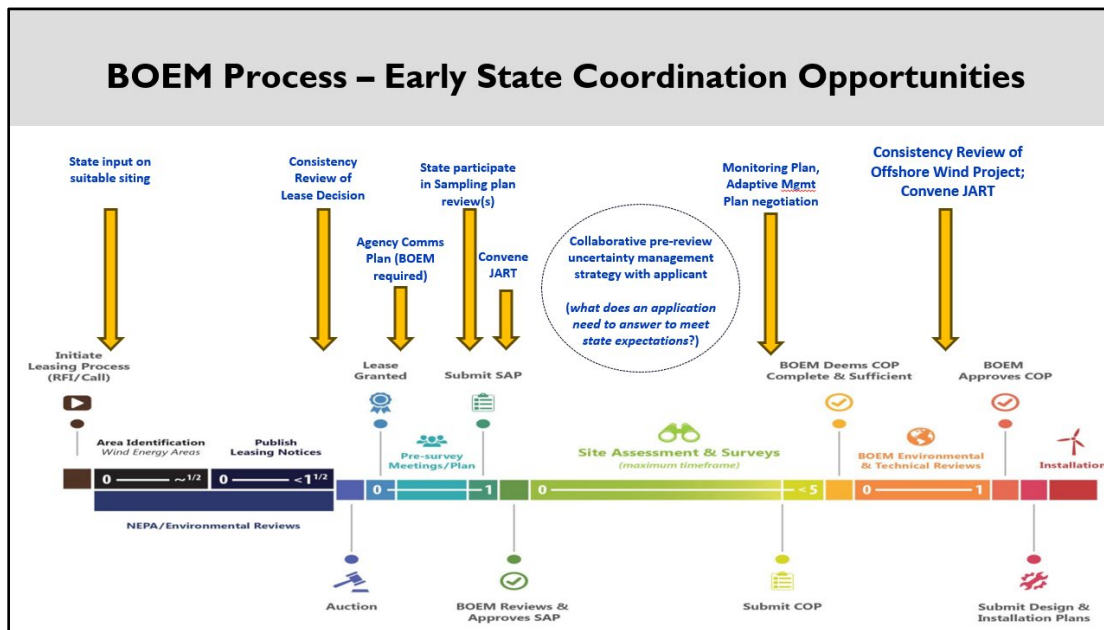 BOEM Process – Early State Coordination Opportunities
State input on
suitable siting
Consistency
Review of
Lease Decision
Agency Comms
Plan (BOEM
required)
State participate
in Sampling plan
review(s)
Convene
JART
Collaborative pre-review
uncertainty management
strategy with applicant
(what does an application
need to answer to meet
state expectations?)
Monitoring Plan,
Adaptive Mgmt
Plan negotiation
Consistency Review of
Offshore Wind Project;
Convene JART
Initiate
Leasing Process
(RFI/Call)
Lease
Granted
Submit SAP
BOEM Deems COP
Complete & Sufficient
BOEM
Approves COP
Area Identification
Wind Energy Areas
Publish
Leasing Notices
Pre-survey
Meetings/Plan
Site Assessment & Surveys
(maximum timeframe)
BOEM Environmental
& Technical Reviews
Installation
0 ~1/2
0 <1 1/2
0 1
0 <5
0 1
NEPA/Environmental Reviews
Auction
BOEM Reviews &
Approves SAP
Submit COP
Submit Design &
Installation Plans